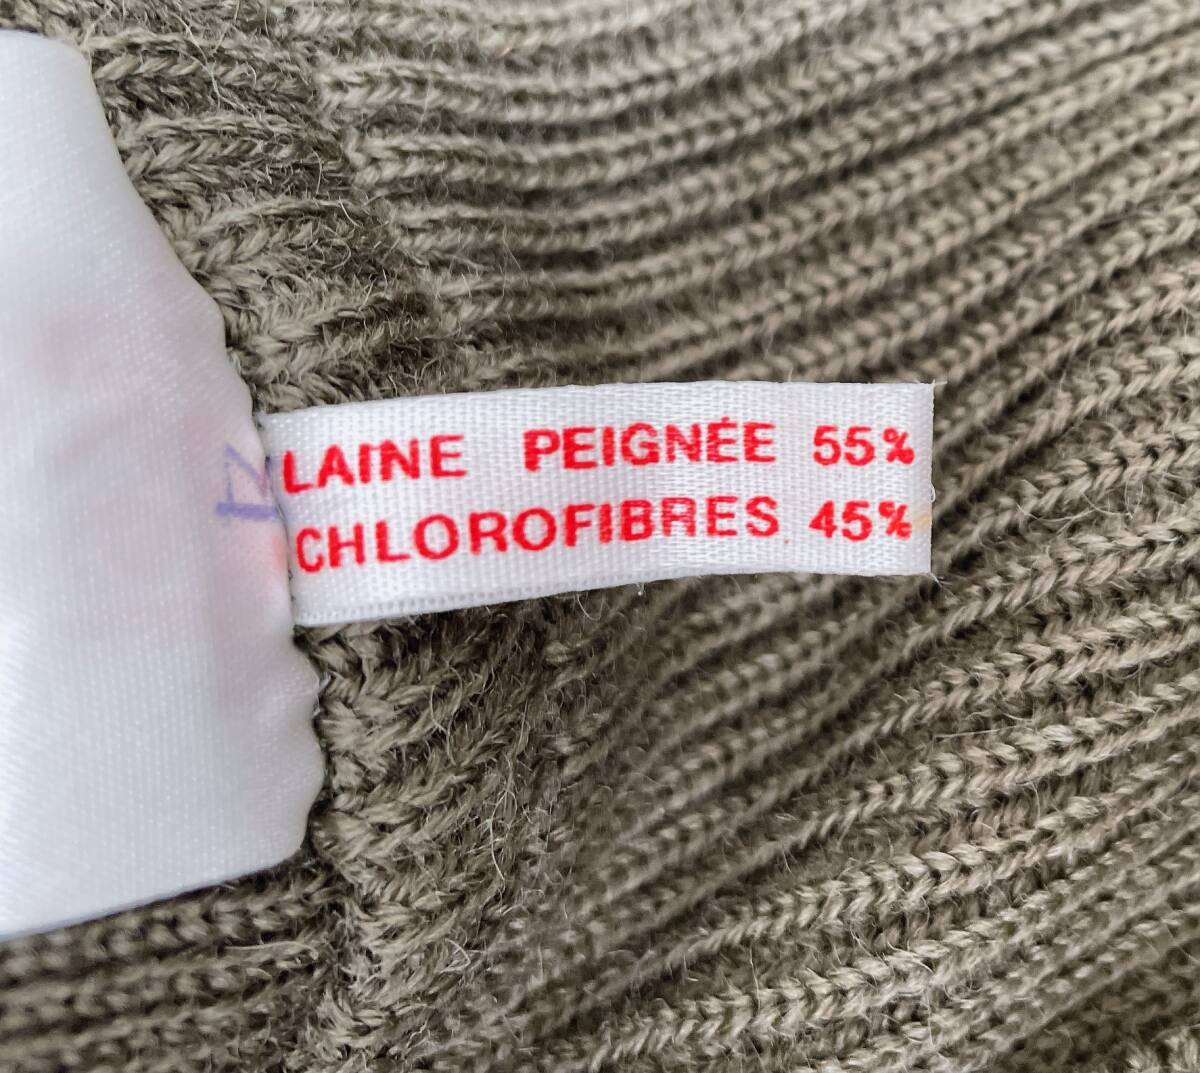 LAINE PEIGNÉE 55%
CHLOROFIBRES 45%